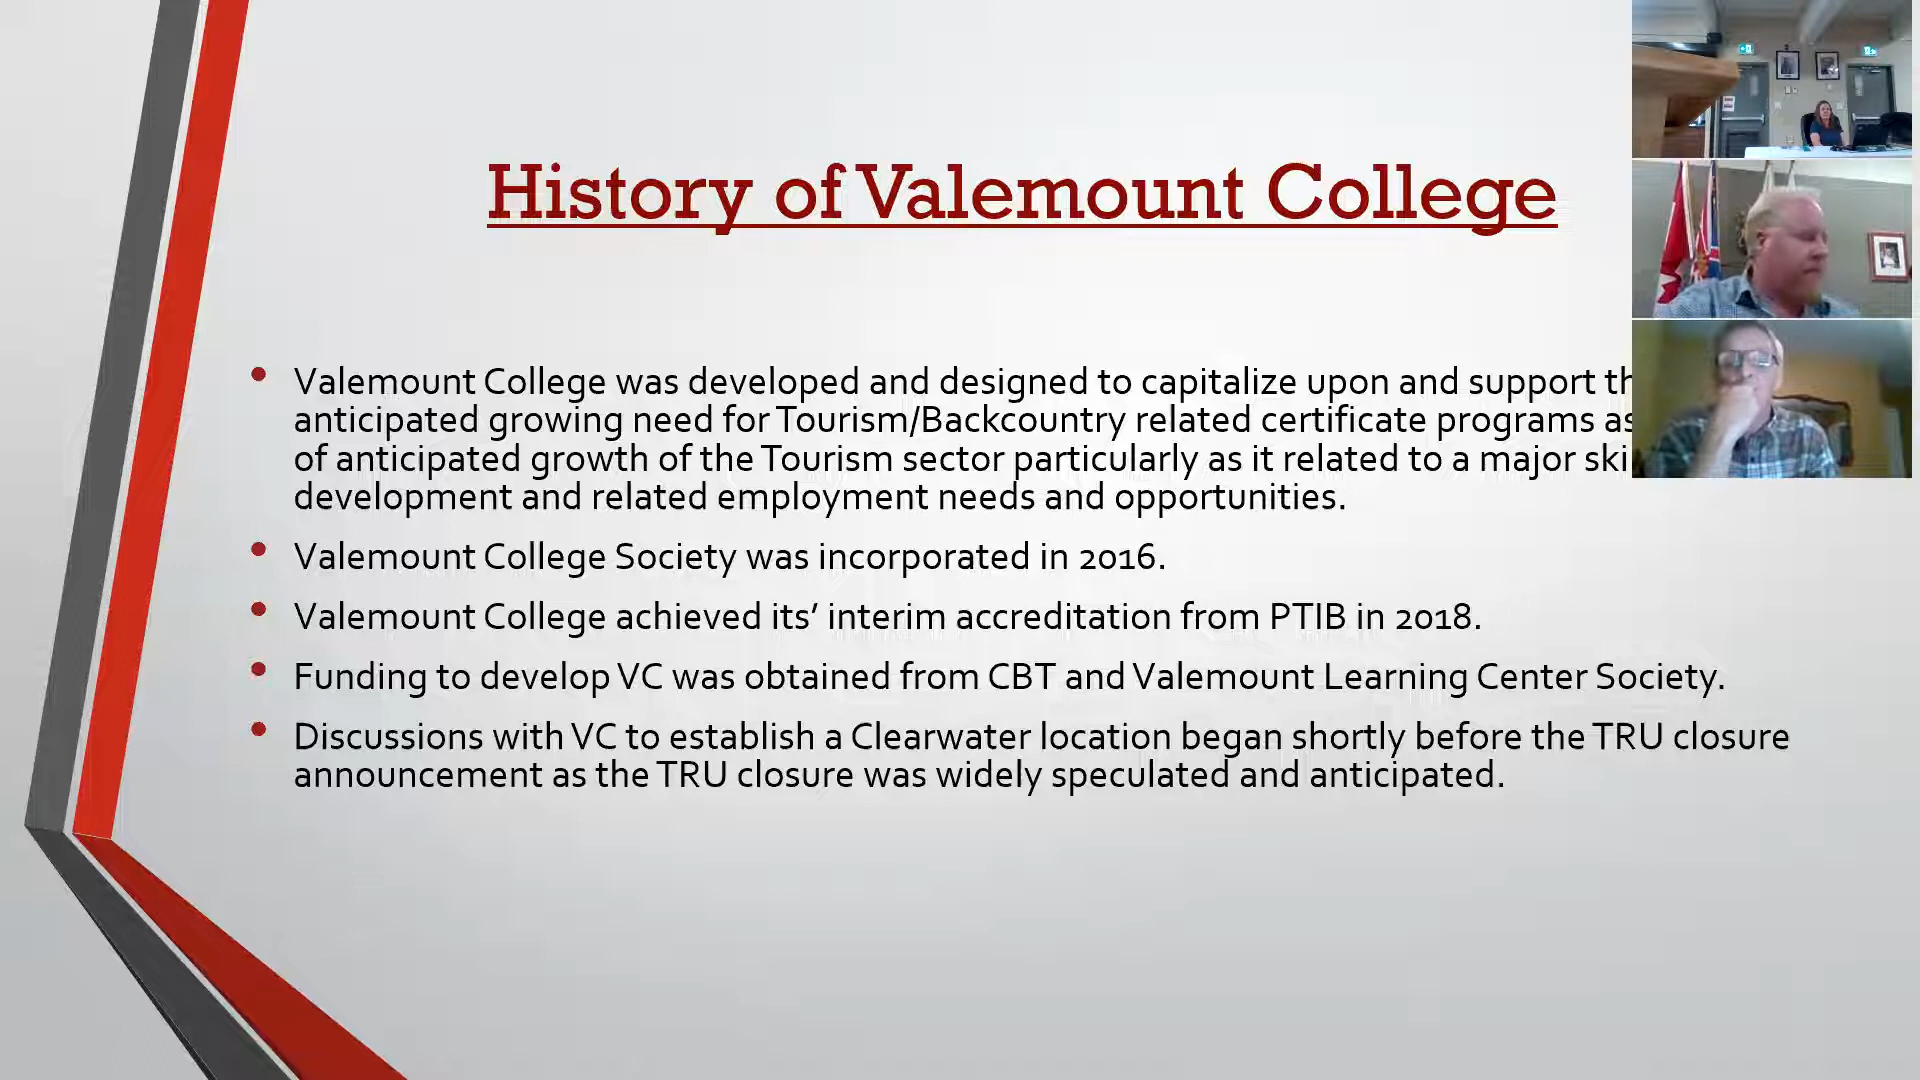 History of Valemount College
• Valemount College was developed and designed to capitalize upon and support
anticipated growing need for Tourism/Backcountry related certificate programs
of anticipated growth of the Tourism sector particularly as it related to a major ski
development and related employment needs and opportunities.
• Valemount College Society was incorporated in 2016.
• Valemount College achieved its’ interim accreditation from PTIB in 2018.
• Funding to develop VC was obtained from CBT and Valemount Learning Center Society.
• Discussions with VC to establish a Clearwater location began shortly before the TRU closure
announcement as the TRU closure was widely speculated and anticipated.